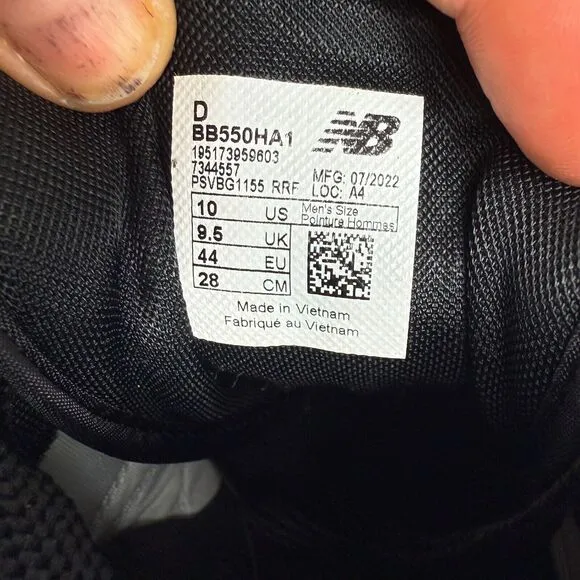 D
BB550HA1
NB
195173959603
7344557
PSVBG1155 RRF
MFG: 07/2022
LOC: A4
10 US
9.5 UK
44 EU
28 CM
Men's Size
Pointure Hommes
Made in Vietnam
Fabriqué au Vietnam